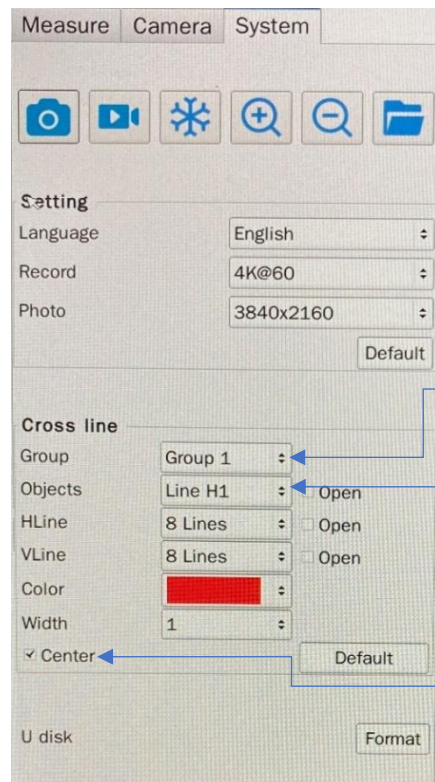 Measure Camera System
Setting
Language English
Record 4K@60
Photo 3840x2160
Default
Cross line
Group Group 1
Objects Line H1 Open
HLine 8 Lines Open
VLine 8 Lines Open
Color
Width 1
Center Default
U disk Format